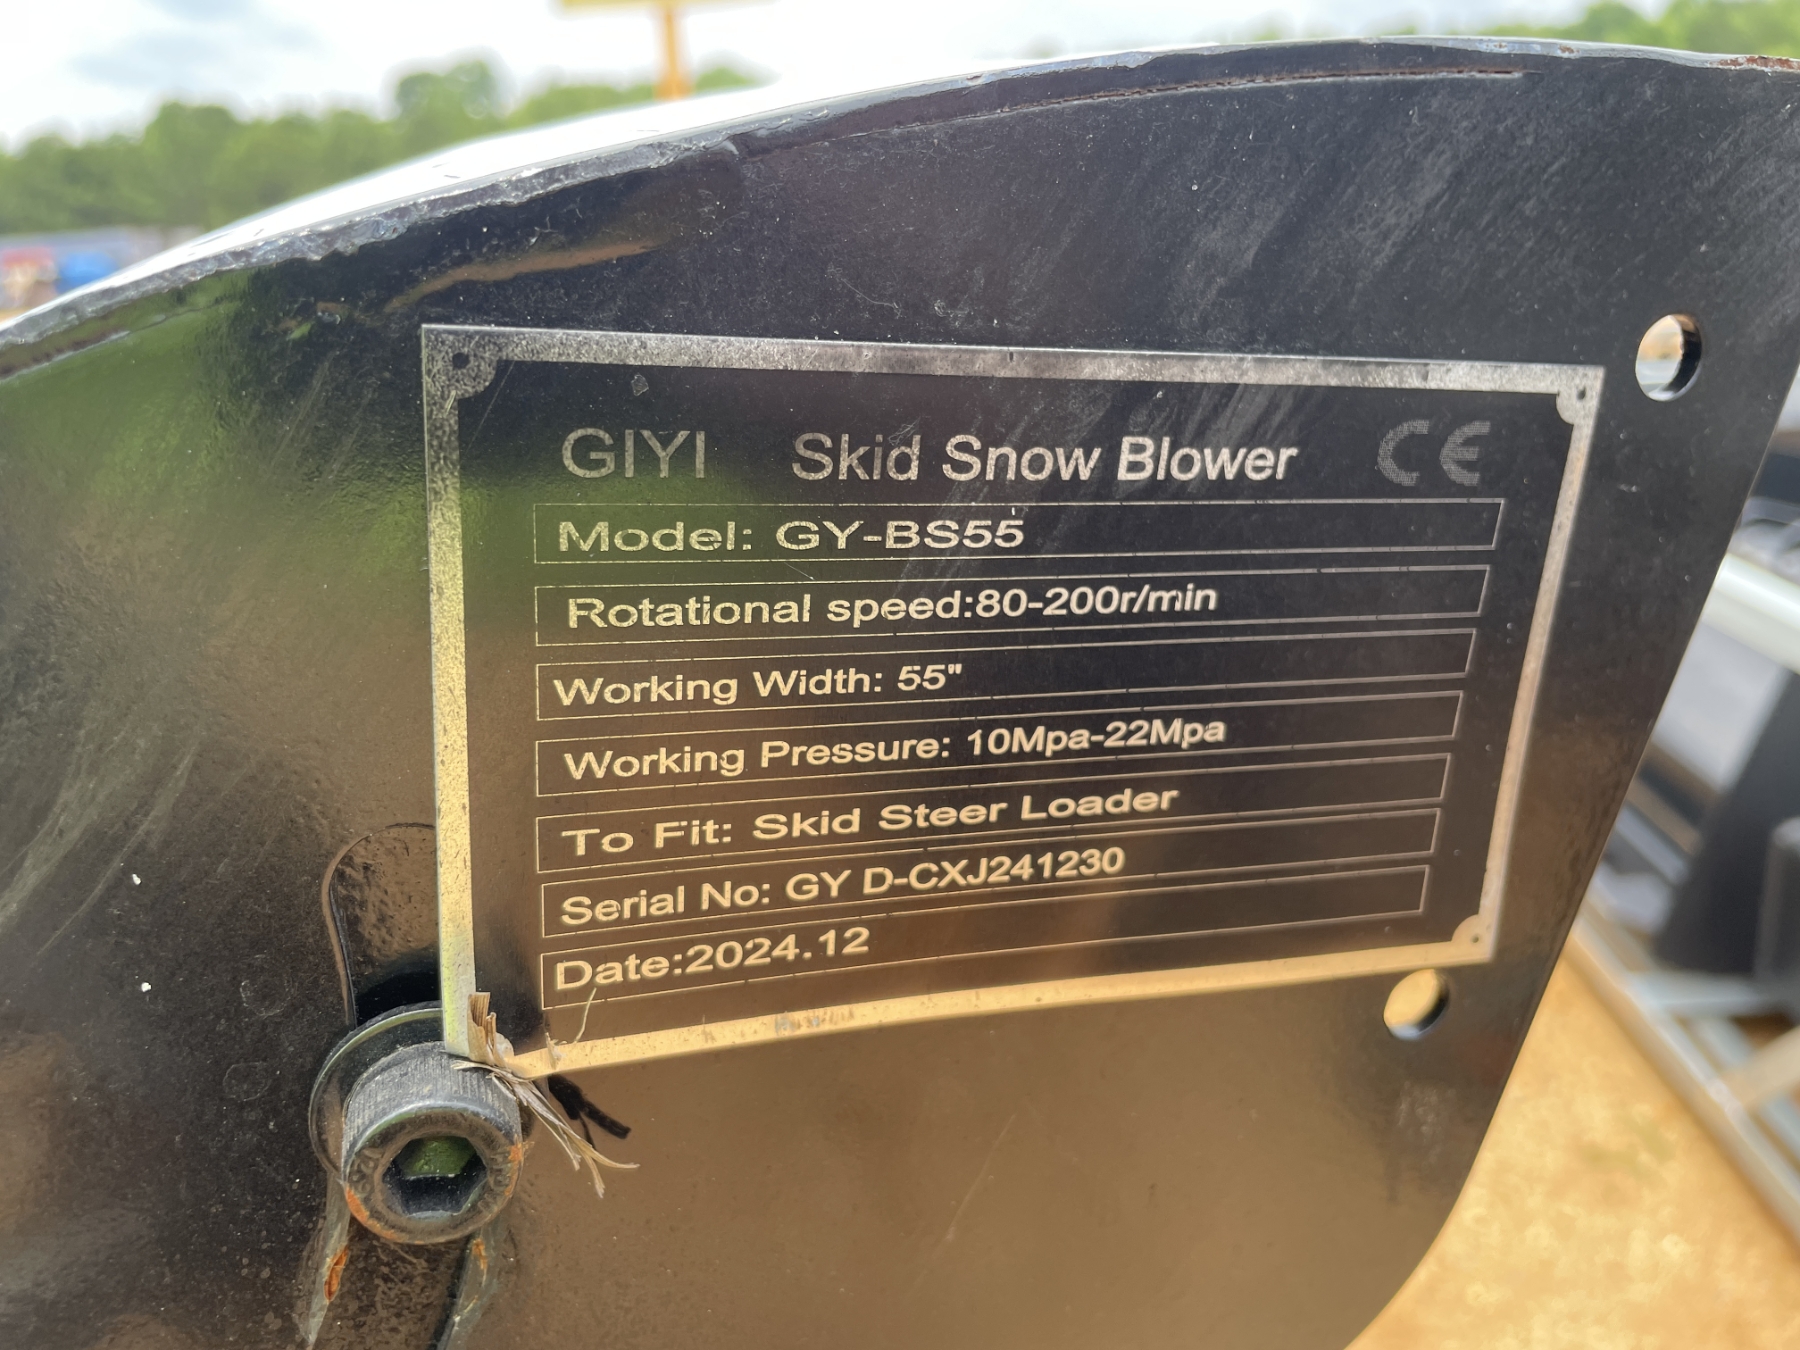 GIYI Skid Snow Blower CE
Model: GY-BS55
Rotational speed:80-200r/min
Working Width: 55"
Working Pressure: 10Mpa-22Mpa
To Fit: Skid Steer Loader
Serial No: GY D-CXJ241230
Date:2024.12